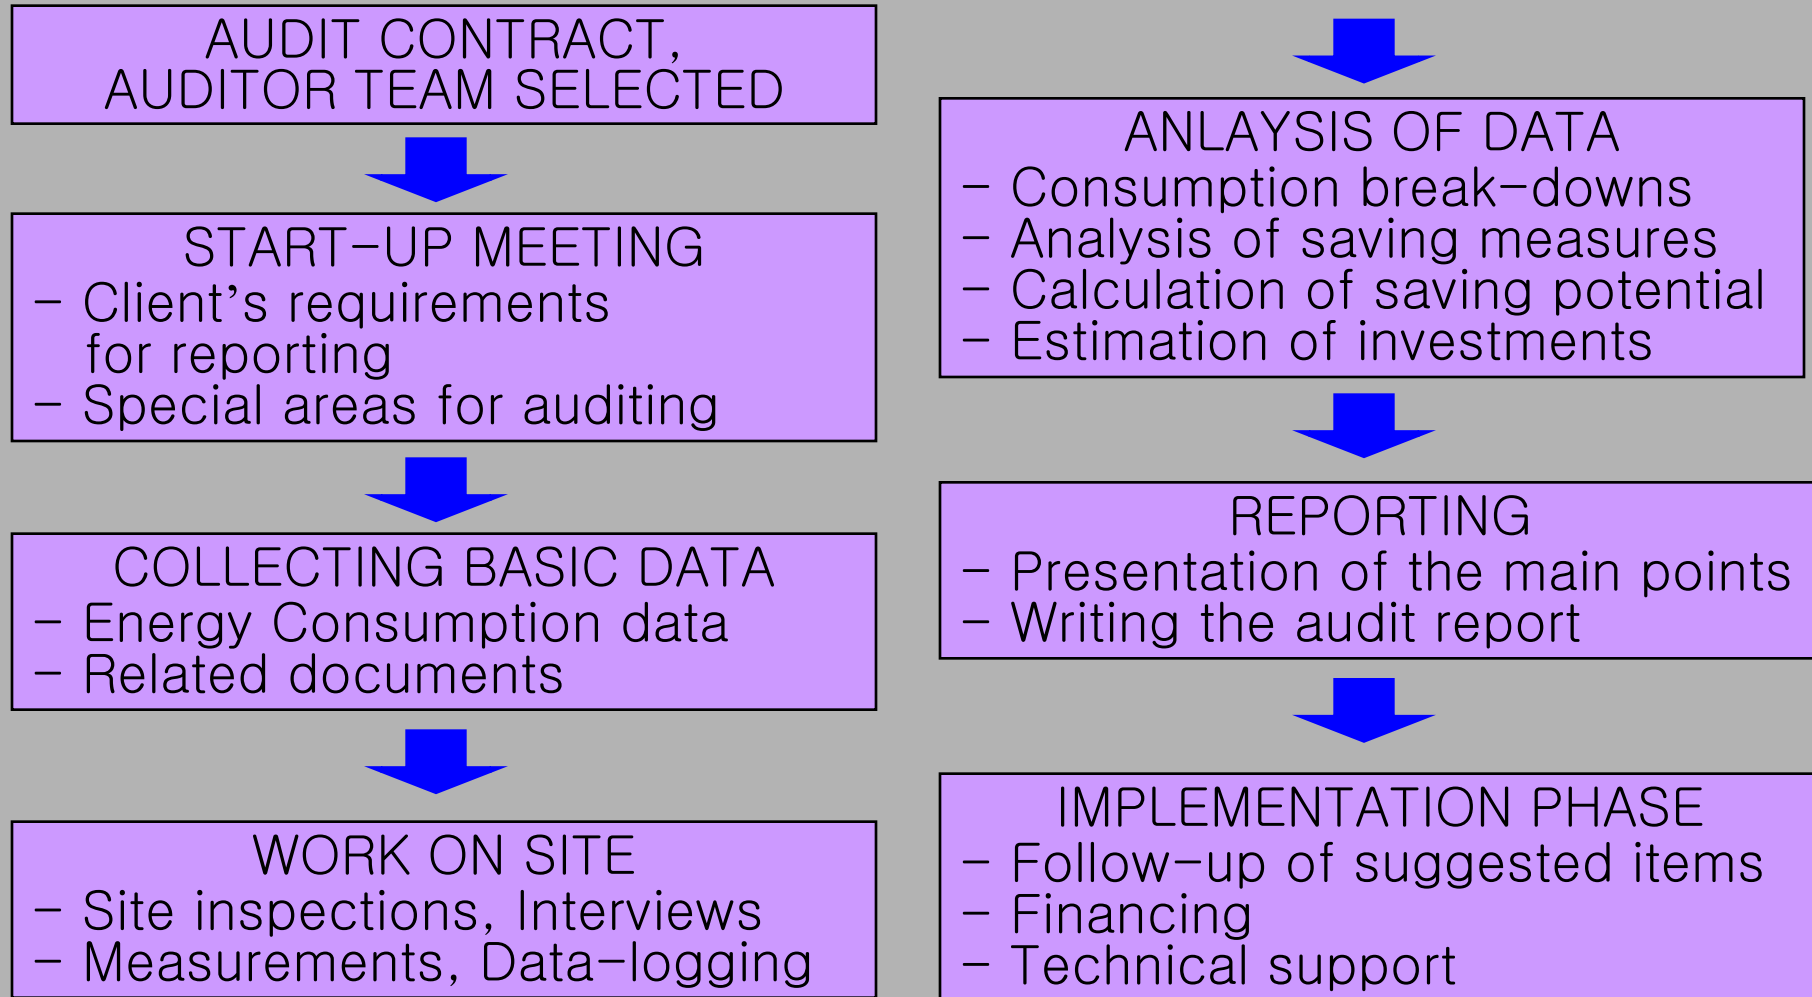 AUDIT CONTRACT,
AUDITOR TEAM SELECTED
START-UP MEETING
- Client's requirements
for reporting
- Special areas for auditing
COLLECTING BASIC DATA
- Energy Consumption data
- Related documents
WORK ON SITE
- Site inspections, Interviews
- Measurements, Data-logging
ANLAYSIS OF DATA
- Consumption break-downs
- Analysis of saving measures
- Calculation of saving potential
- Estimation of investments
REPORTING
- Presentation of the main points
- Writing the audit report
IMPLEMENTATION PHASE
- Follow-up of suggested items
- Financing
- Technical support